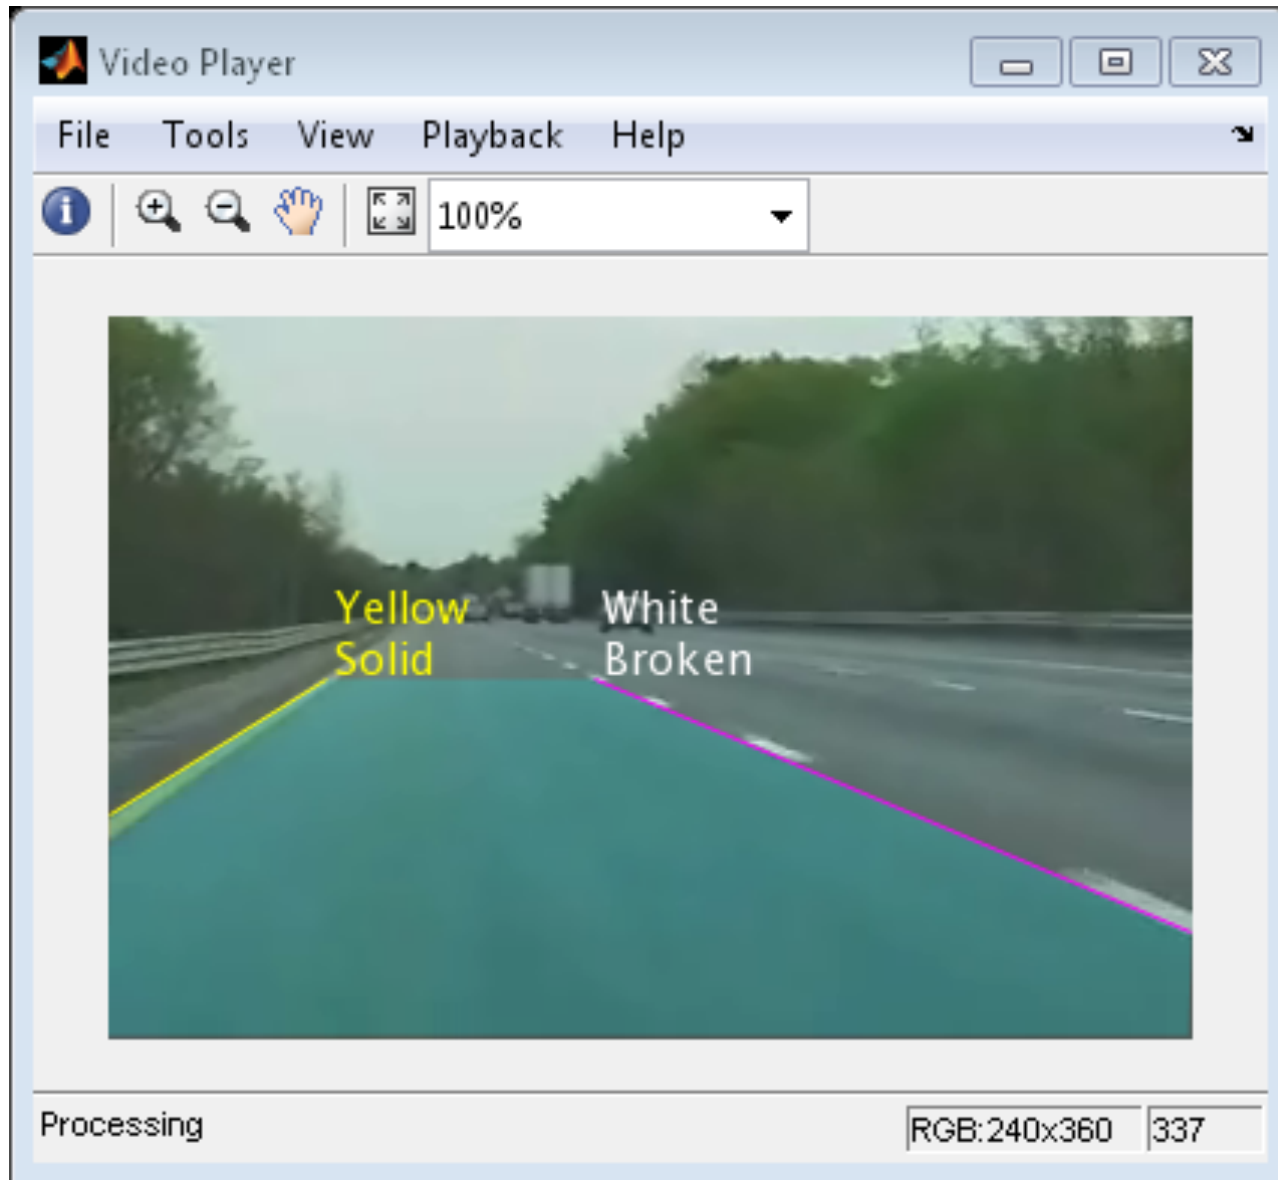 Video Player
File Tools View Playback Help
100%
Yellow White
Solid Broken
Processing RGB:240x360 337